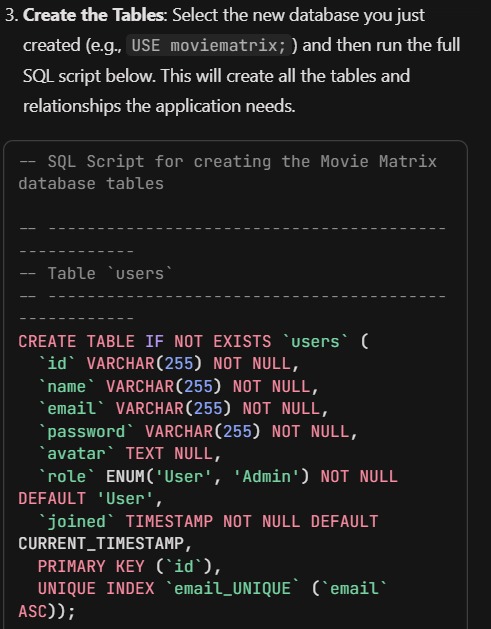 3. Create the Tables: Select the new database you just
created (e.g., USE moviematrix;) and then run the full
SQL script below. This will create all the tables and
relationships the application needs.
-- SQL Script for creating the Movie Matrix
database tables
-- -----------------------------------------
------------
-- Table `users`
-- -----------------------------------------
------------
CREATE TABLE IF NOT EXISTS `users` (
  `id` VARCHAR(255) NOT NULL,
  `name` VARCHAR(255) NOT NULL,
  `email` VARCHAR(255) NOT NULL,
  `password` VARCHAR(255) NOT NULL,
  `avatar` TEXT NULL,
  `role` ENUM('User', 'Admin') NOT NULL
DEFAULT 'User',
  `joined` TIMESTAMP NOT NULL DEFAULT
CURRENT_TIMESTAMP,
  PRIMARY KEY (`id`),
  UNIQUE INDEX `email_UNIQUE` (`email`
ASC));